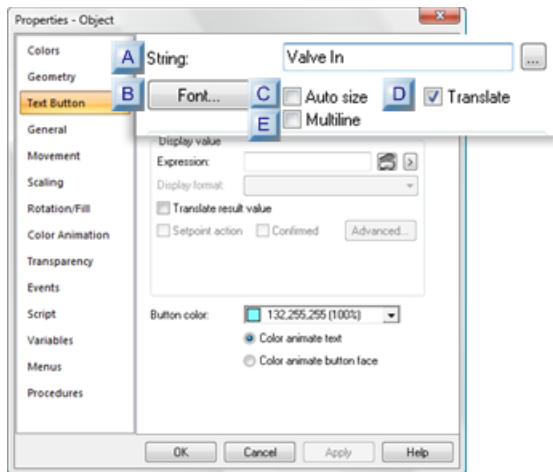 Properties - Object
Colors
Geometry
Text Button
General
Movement
Scaling
Rotation/Fill
Color Animation
Transparency
Events
Script
Variables
Menus
Procedures
A String: Valve In ...
B Font... C Auto size D Translate
E Multiline
Display value
Expression: >
Display format:
Translate result value
Setpoint action Confirmed Advanced...
Button color: 132,255,255 (100%)
Color animate text
Color animate button face
OK Cancel Apply Help